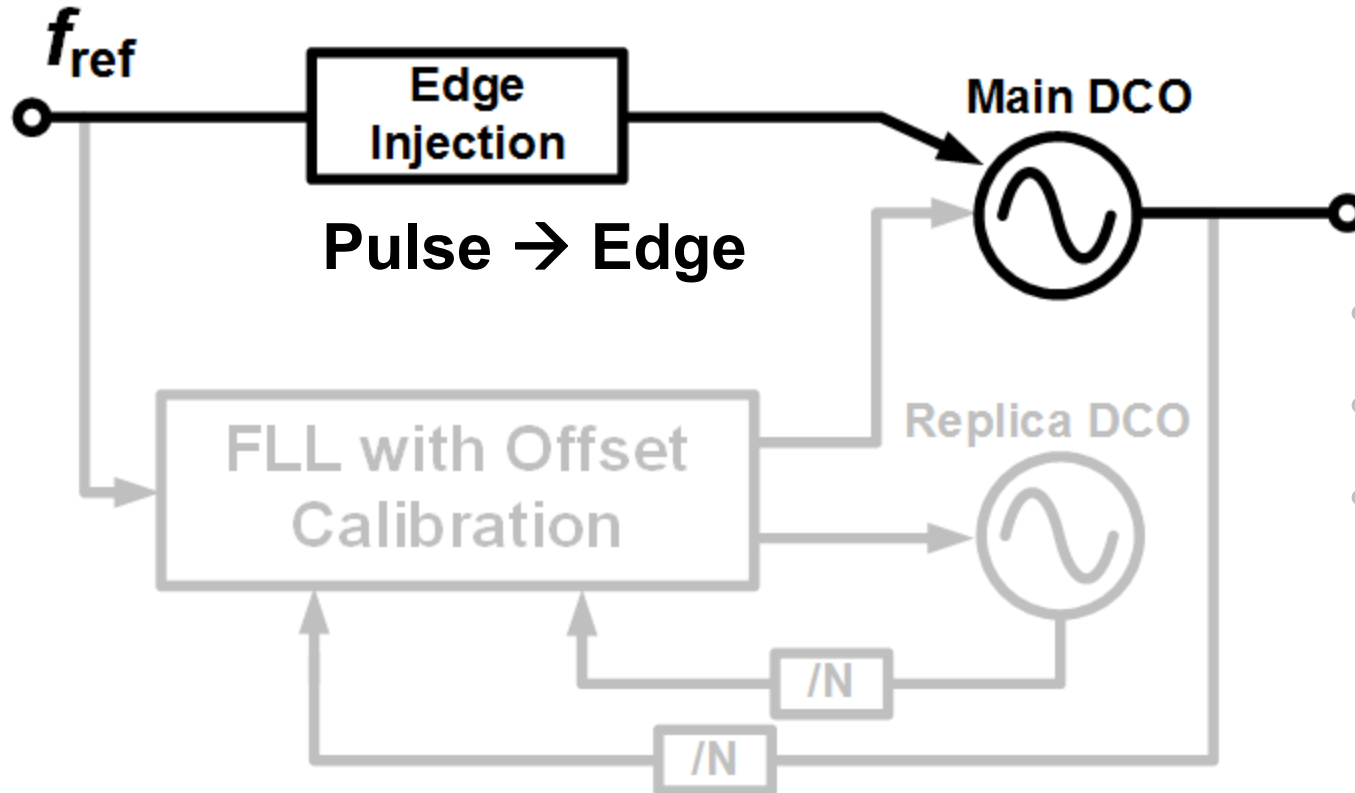 fref
Edge
Injection
Main DCO
Pulse → Edge
Replica DCO
FLL with Offset
Calibration
/N
/N